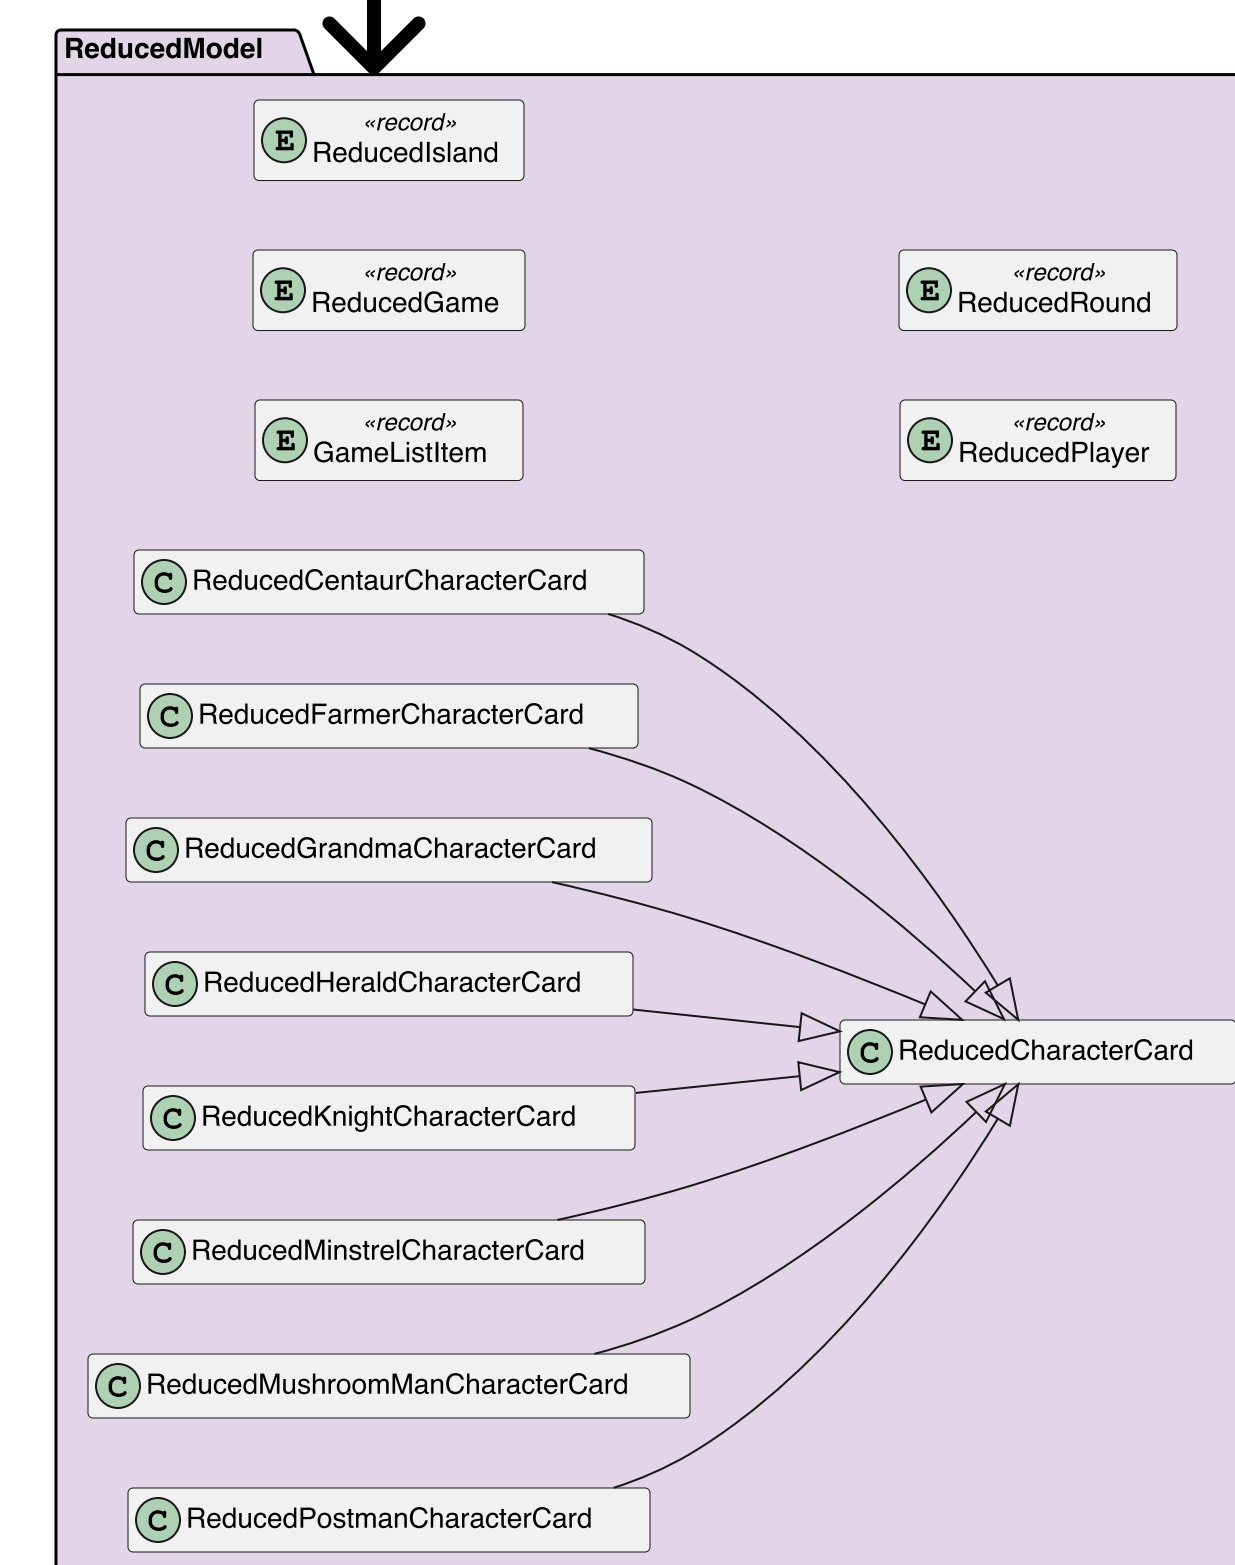 ReducedModel
«record»
E ReducedIsland
«record»
E ReducedGame
«record»
E ReducedRound
«record»
E GameListItem
«record»
E ReducedPlayer
C ReducedCentaurCharacterCard
C ReducedFarmerCharacterCard
C ReducedGrandmaCharacterCard
C ReducedHeraldCharacterCard
C ReducedCharacterCard
C ReducedKnightCharacterCard
C ReducedMinstrelCharacterCard
C ReducedMushroomManCharacterCard
C ReducedPostmanCharacterCard